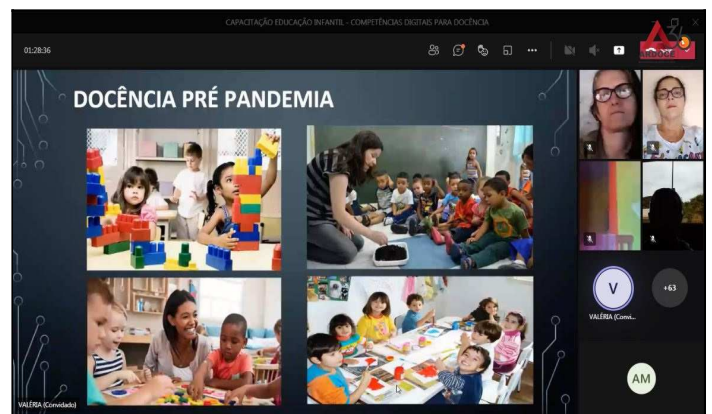 CAPACITAÇÃO EDUCAÇÃO INFANTIL - COMPETÊNCIAS DIGITAIS PARA DOCÊNCIA
01:28:36
DOCÊNCIA PRÉ PANDEMIA
V
+63
VALÉRIA (Convi...
AM
VALÉRIA (Convidado)